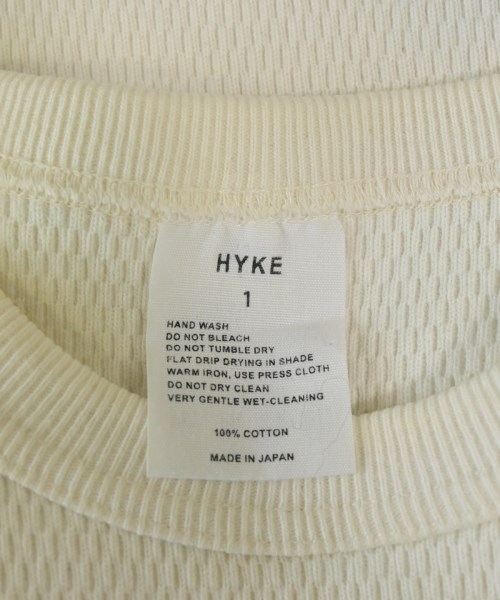 HYKE
1
HAND WASH
DO NOT BLEACH
DO NOT TUMBLE DRY
FLAT DRIP DRYING IN SHADE
WARM IRON, USE PRESS CLOTH
DO NOT DRY CLEAN
VERY GENTLE WET-CLEANING
100% COTTON
MADE IN JAPAN